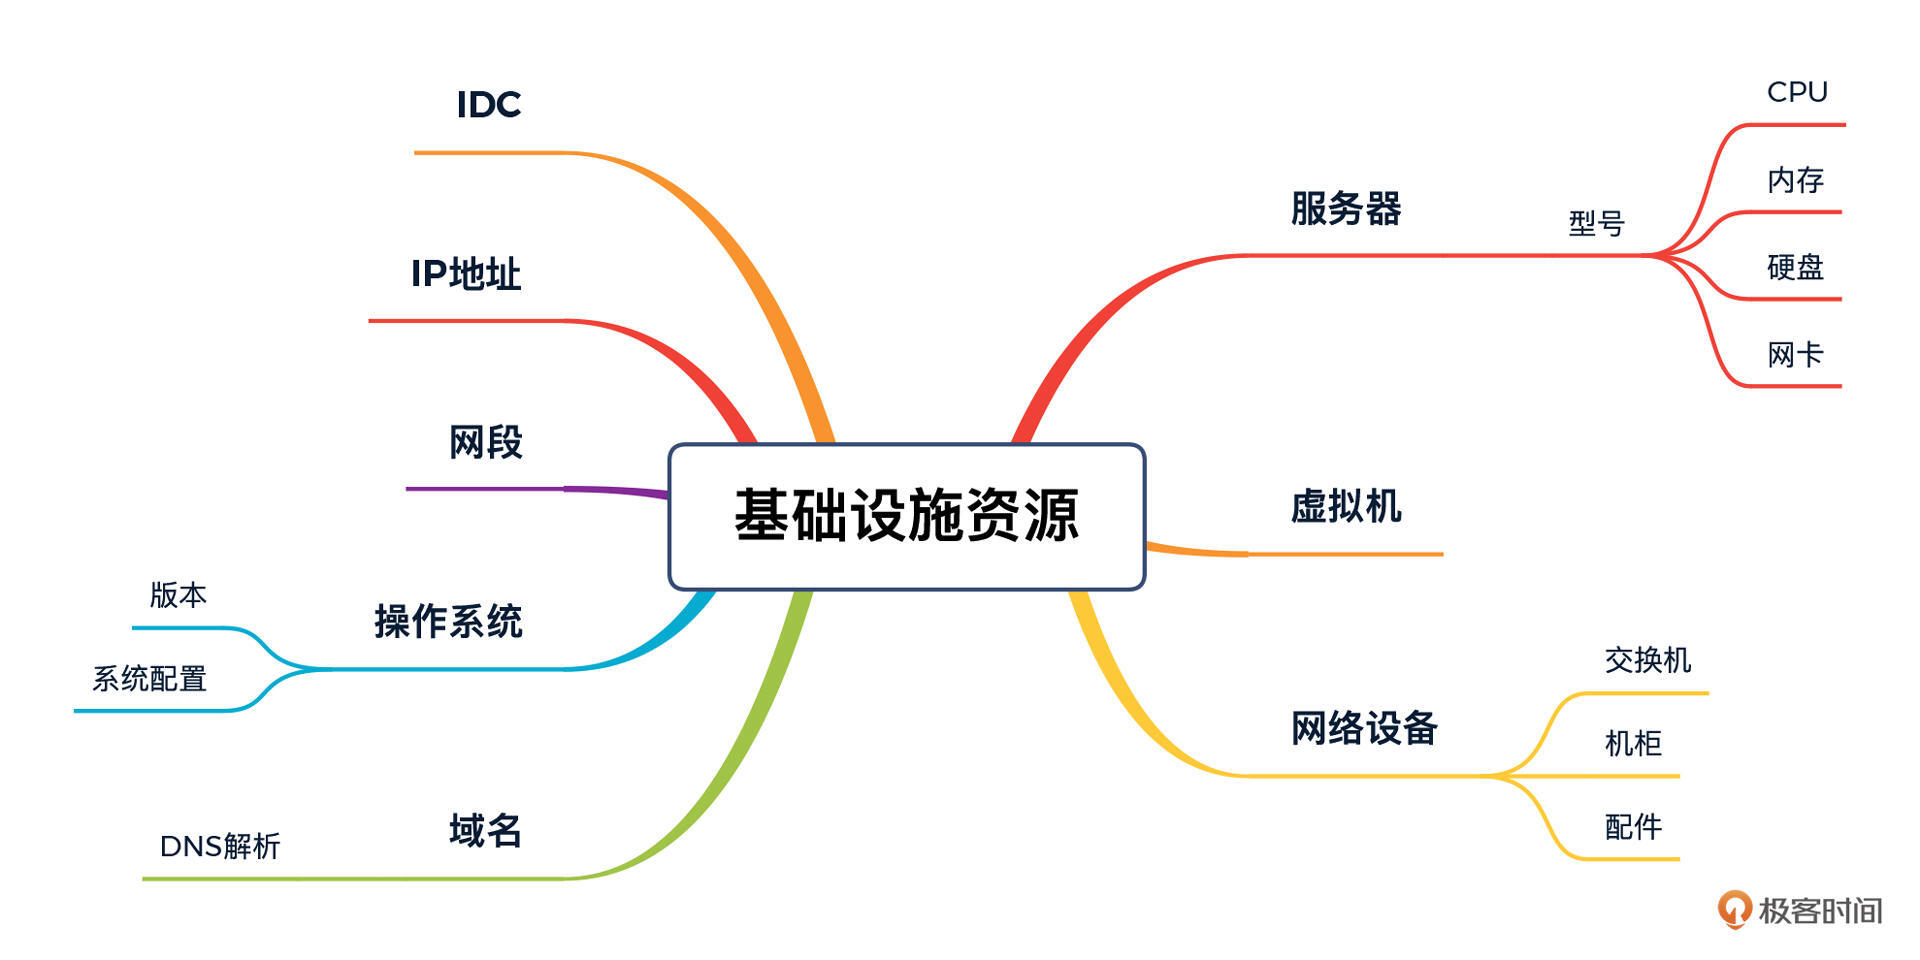 基础设施资源
IDC
IP地址
网段
操作系统
版本
系统配置
域名
DNS解析
服务器
型号
CPU
内存
硬盘
网卡
虚拟机
网络设备
交换机
机柜
配件
极客时间